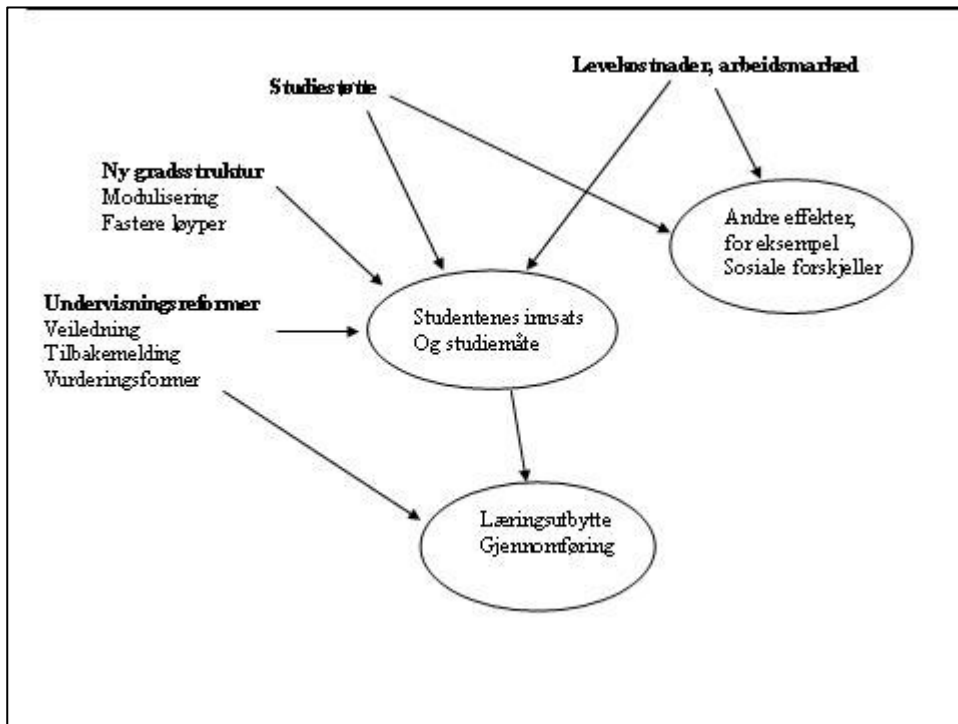 Levekostnader, arbeidsmarked
Studiestøtte
Ny gradsstruktur
Modulisering
Fastere løyper
Andre effekter,
for eksempel
Sosiale forskjeller
Undervisningsreformer
Veiledning
Tilbakemelding
Vurderingsformer
Studentenes innsats
Og studiemåte
Læringsutbytte
Gjennomføring